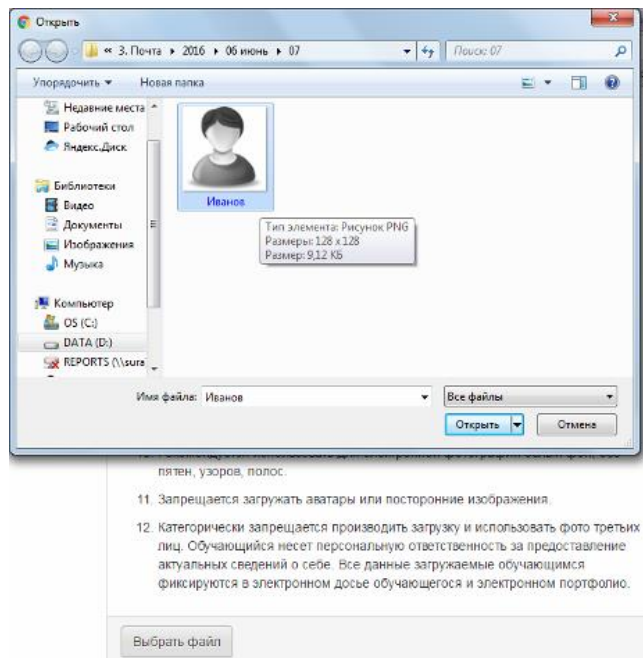 Открыть
« 3. Почта ▸ 2016 ▸ 06 июнь ▸ 07
Поиск: 07
Упорядочить ▾ Новая папка
Недавние места
Рабочий стол
Яндекс.Диск
Библиотеки
Видео
Документы
Изображения
Музыка
Компьютер
OS (C:)
DATA (D:)
REPORTS (\\sura
Иванов
Тип элемента: Рисунок PNG
Размеры: 128 x 128
Размер: 9,12 КБ
Имя файла: Иванов
Все файлы
Открыть
Отмена
пятен, узоров, полос.
11. Запрещается загружать аватары или посторонние изображения.
12. Категорически запрещается производить загрузку и использовать фото третьих
лиц. Обучающийся несет персональную ответственность за предоставление
актуальных сведений о себе. Все данные загружаемые обучающимся
фиксируются в электронном досье обучающегося и электронном портфолио.
Выбрать файл